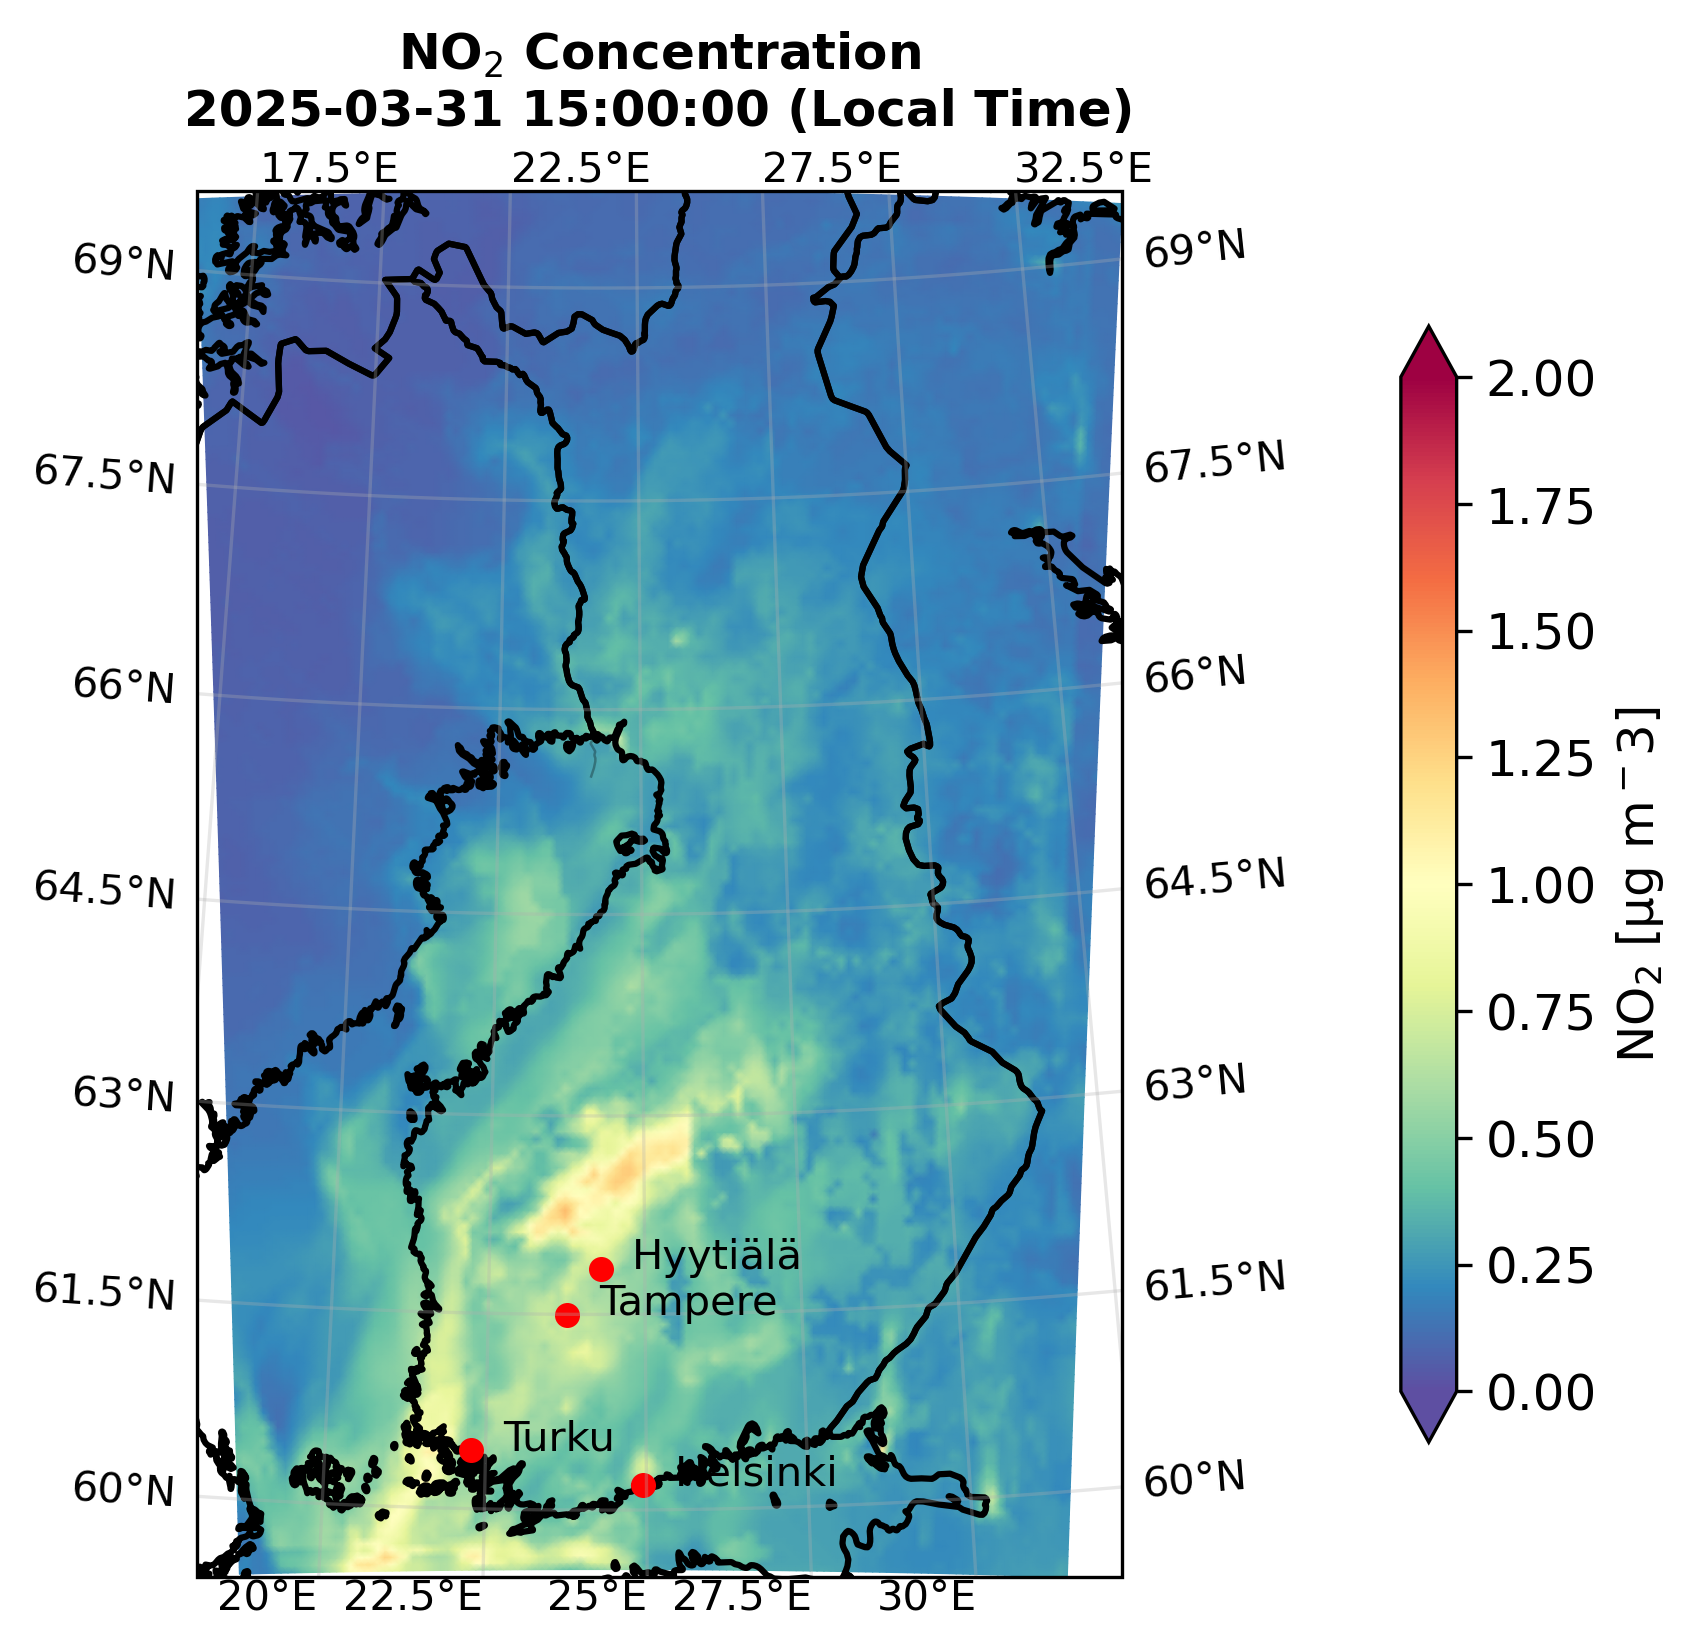 NO₂ Concentration
2025-03-31 15:00:00 (Local Time)
17.5°E 22.5°E 27.5°E 32.5°E
69°N 69°N
67.5°N 67.5°N
66°N 66°N
64.5°N 64.5°N
63°N 63°N
61.5°N 61.5°N
60°N 60°N
Hyytiälä
Tampere
Turku
Helsinki
20°E 22.5°E 25°E 27.5°E 30°E
2.00
1.75
1.50
1.25
1.00
0.75
0.50
0.25
0.00
NO₂ [µg m⁻3]